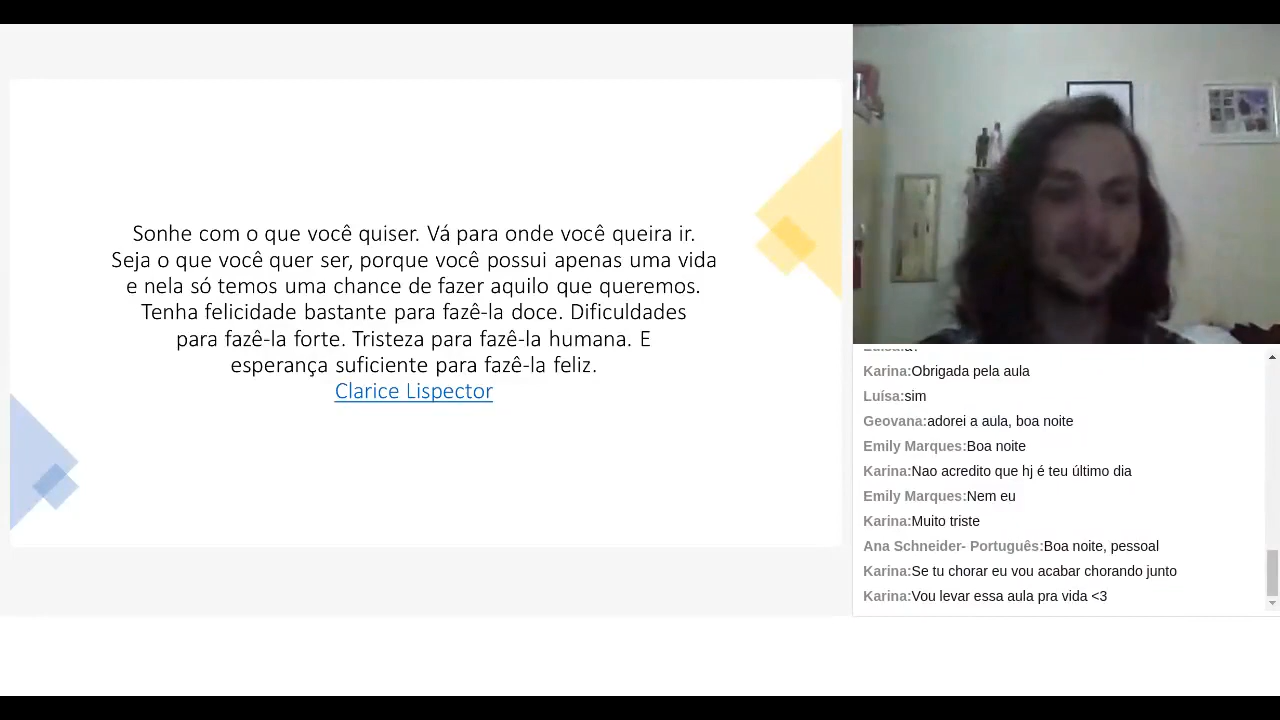 Sonhe com o que você quiser. Vá para onde você queira ir.
Seja o que você quer ser, porque você possui apenas uma vida
e nela só temos uma chance de fazer aquilo que queremos.
Tenha felicidade bastante para fazê-la doce. Dificuldades
para fazê-la forte. Tristeza para fazê-la humana. E
esperança suficiente para fazê-la feliz.
Clarice Lispector
Karina:Obrigada pela aula
Luísa:sim
Geovana:adorei a aula, boa noite
Emily Marques:Boa noite
Karina:Nao acredito que hj é teu último dia
Emily Marques:Nem eu
Karina:Muito triste
Ana Schneider- Português:Boa noite, pessoal
Karina:Se tu chorar eu vou acabar chorando junto
Karina:Vou levar essa aula pra vida <3